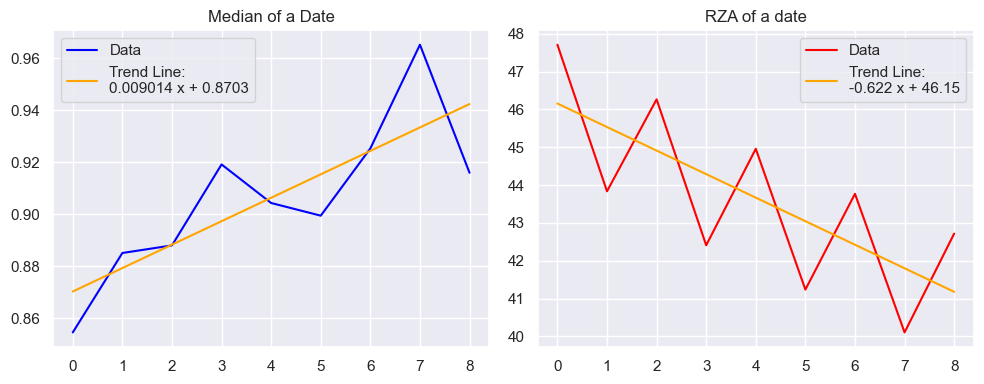 Median of a Date
Data
Trend Line:
0.009014 x + 0.8703
0.96
0.94
0.92
0.90
0.88
0.86
0 1 2 3 4 5 6 7 8
RZA of a date
Data
Trend Line:
-0.622 x + 46.15
48
47
46
45
44
43
42
41
40
0 1 2 3 4 5 6 7 8